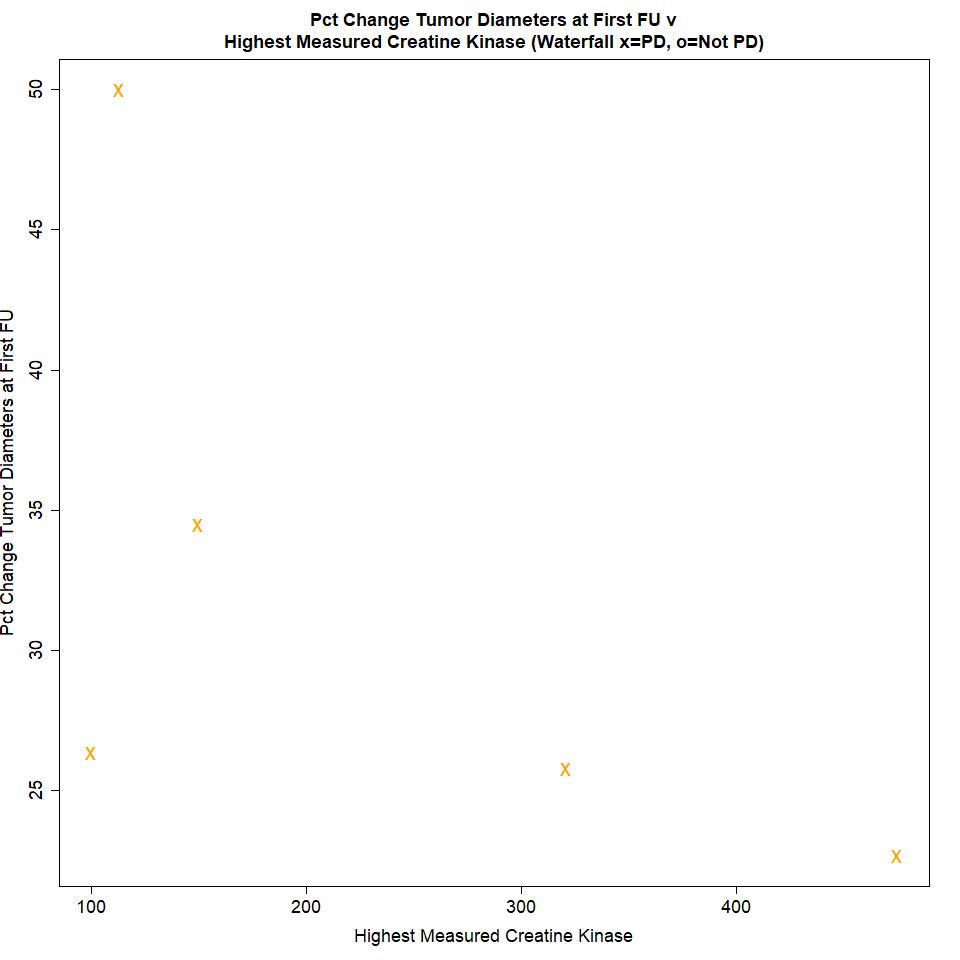 Pct Change Tumor Diameters at First FU v
Highest Measured Creatine Kinase (Waterfall x=PD, o=Not PD)
Pct Change Tumor Diameters at First FU
50
45
40
35
30
25
X
X
X
X
X
100 200 300 400
Highest Measured Creatine Kinase